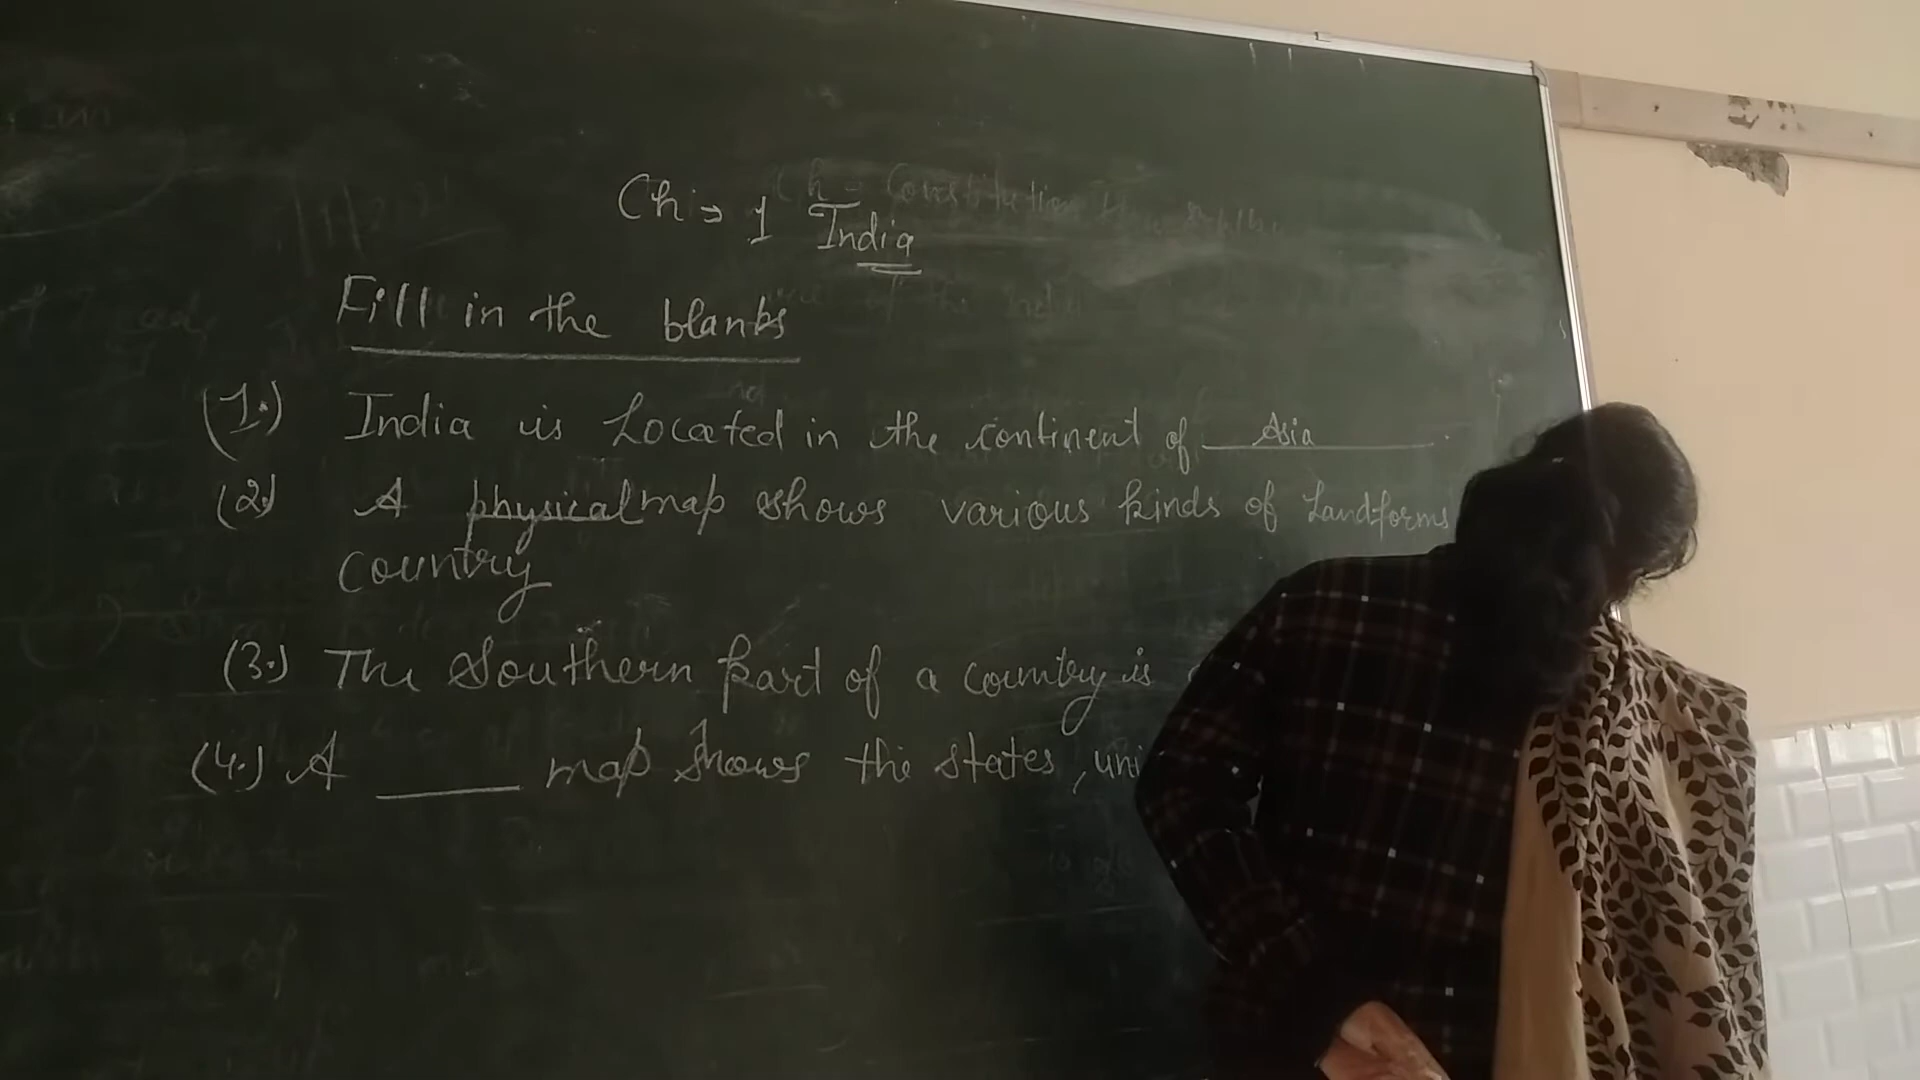 Ch → 1 India
Fill in the blanks
(1.) India is Located in the continent of Asia.
(2) A physical map shows various kinds of Landforms
country
(3.) The Southern part of a country is
(4.) A ____ map shows the states, uni